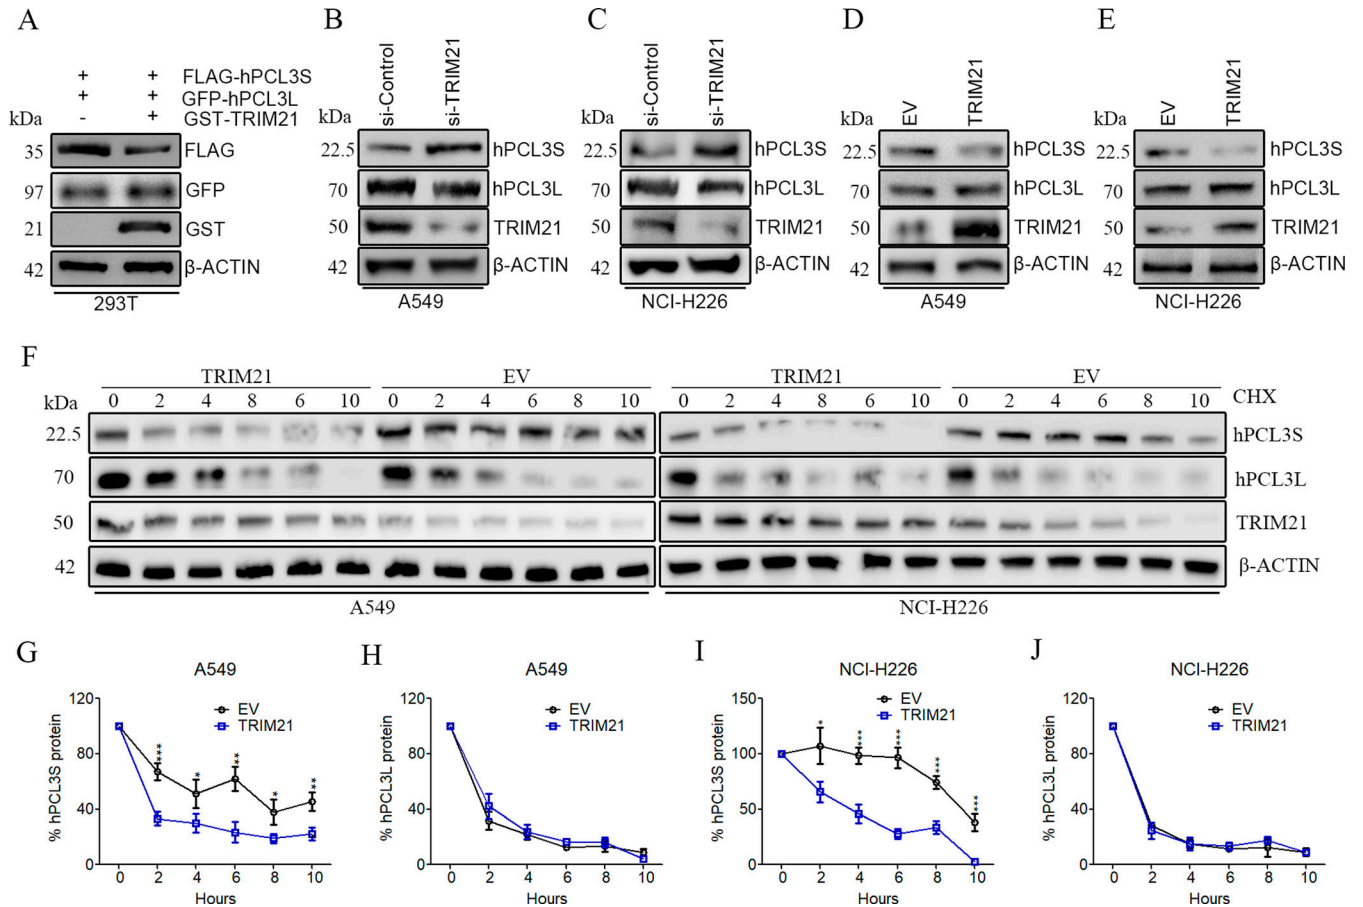 A
+ + FLAG-hPCL3S
+ + GFP-hPCL3L
- + GST-TRIM21
kDa
35 FLAG
97 GFP
21 GST
42 β-ACTIN
293T
B
si-Control si-TRIM21
kDa
22.5 hPCL3S
70 hPCL3L
50 TRIM21
42 β-ACTIN
A549
C
si-Control si-TRIM21
kDa
22.5 hPCL3S
70 hPCL3L
50 TRIM21
42 β-ACTIN
NCI-H226
D
EV TRIM21
kDa
22.5 hPCL3S
70 hPCL3L
50 TRIM21
42 β-ACTIN
A549
E
EV TRIM21
kDa
22.5 hPCL3S
70 hPCL3L
50 TRIM21
42 β-ACTIN
NCI-H226
F
TRIM21 EV TRIM21 EV
kDa 0 2 4 8 6 10 0 2 4 6 8 10 0 2 4 8 6 10 0 2 4 6 8 10 CHX
22.5 hPCL3S
70 hPCL3L
50 TRIM21
42 β-ACTIN
A549 NCI-H226
G
A549
% hPCL3S protein
120
80
40
0
EV
TRIM21
*** * ** * **
0 2 4 6 8 10
Hours
H
A549
% hPCL3L protein
120
80
40
0
EV
TRIM21
0 2 4 6 8 10
Hours
I
NCI-H226
% hPCL3S protein
150
100
50
0
EV
TRIM21
* *** *** *** ***
0 2 4 6 8 10
Hours
J
NCI-H226
% hPCL3L protein
120
80
40
0
EV
TRIM21
0 2 4 6 8 10
Hours